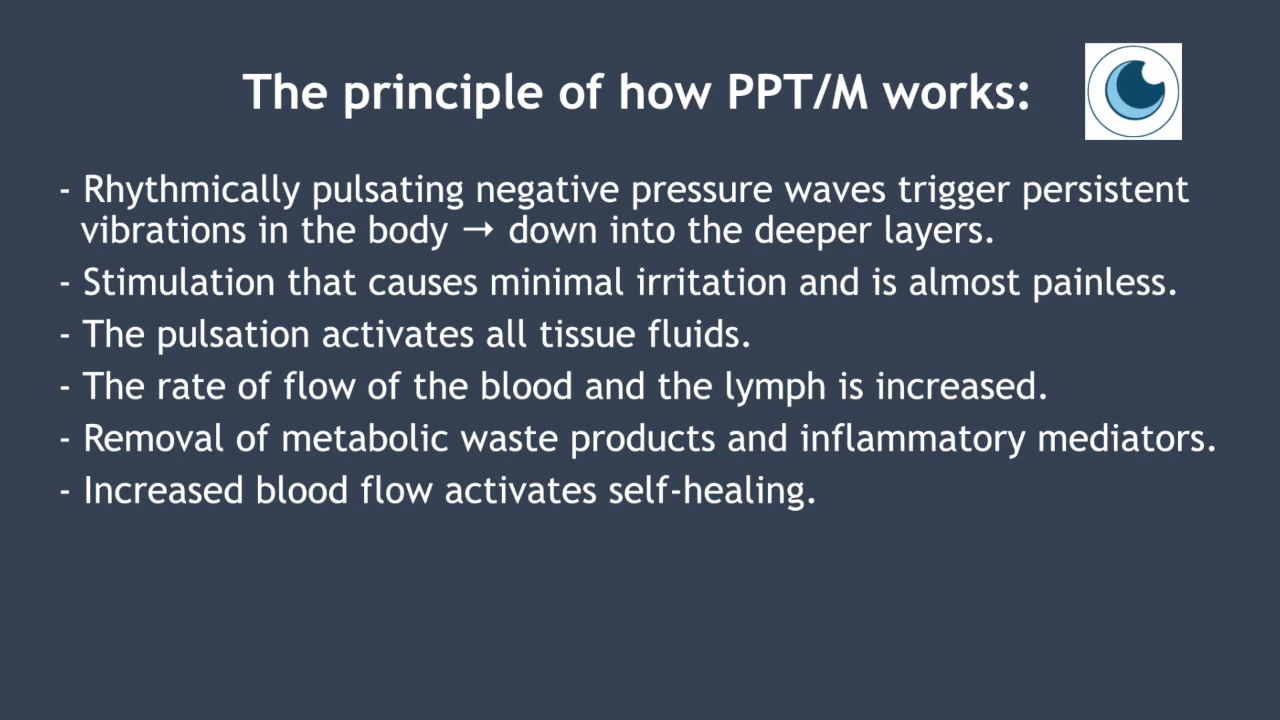 The principle of how PPT/M works:
- Rhythmically pulsating negative pressure waves trigger persistent
vibrations in the body → down into the deeper layers.
- Stimulation that causes minimal irritation and is almost painless.
- The pulsation activates all tissue fluids.
- The rate of flow of the blood and the lymph is increased.
- Removal of metabolic waste products and inflammatory mediators.
- Increased blood flow activates self-healing.